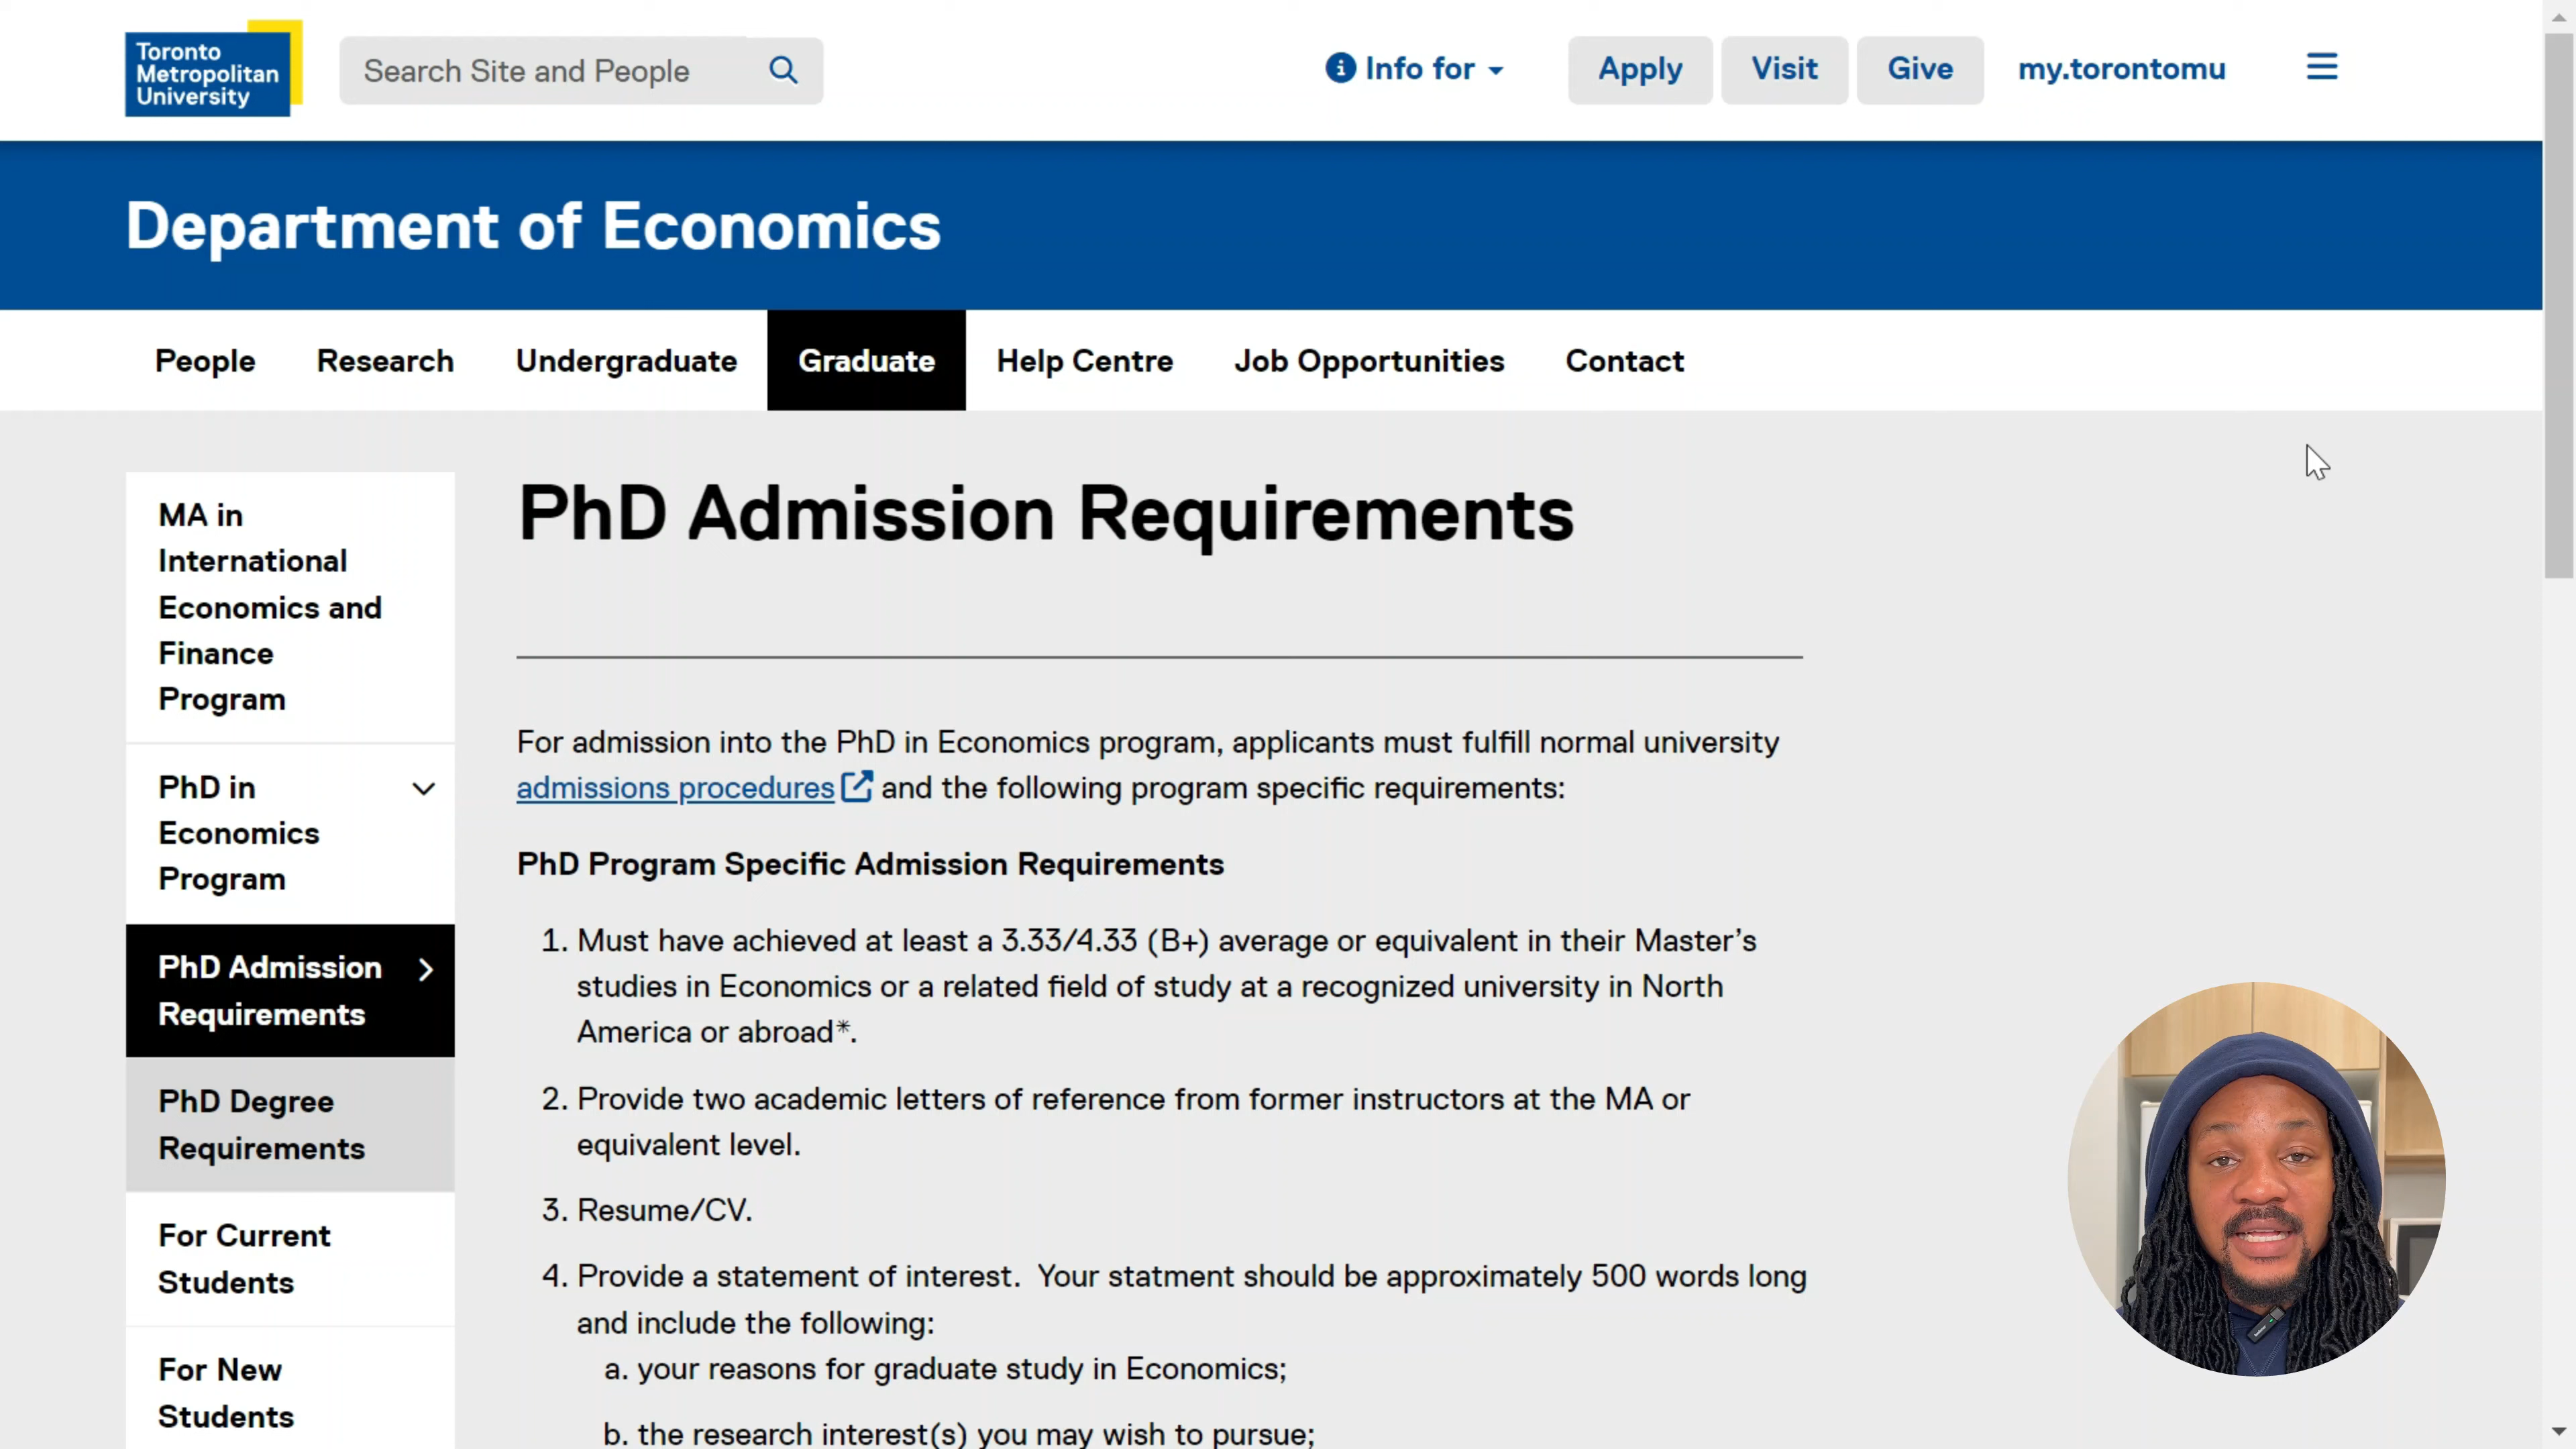 Toronto
Metropolitan
University
Search Site and People
Info for
Apply
Visit
Give
my.torontomu
Department of Economics
People
Research
Undergraduate
Graduate
Help Centre
Job Opportunities
Contact
MA in
International
Economics and
Finance
Program
PhD in
Economics
Program
PhD Admission
Requirements
PhD Degree
Requirements
For Current
Students
For New
Students
PhD Admission Requirements
For admission into the PhD in Economics program, applicants must fulfill normal university
admissions procedures and the following program specific requirements:
PhD Program Specific Admission Requirements
1. Must have achieved at least a 3.33/4.33 (B+) average or equivalent in their Master’s
studies in Economics or a related field of study at a recognized university in North
America or abroad*.
2. Provide two academic letters of reference from former instructors at the MA or
equivalent level.
3. Resume/CV.
4. Provide a statement of interest.  Your statment should be approximately 500 words long
and include the following:
a. your reasons for graduate study in Economics;
b. the research interest(s) you may wish to pursue;